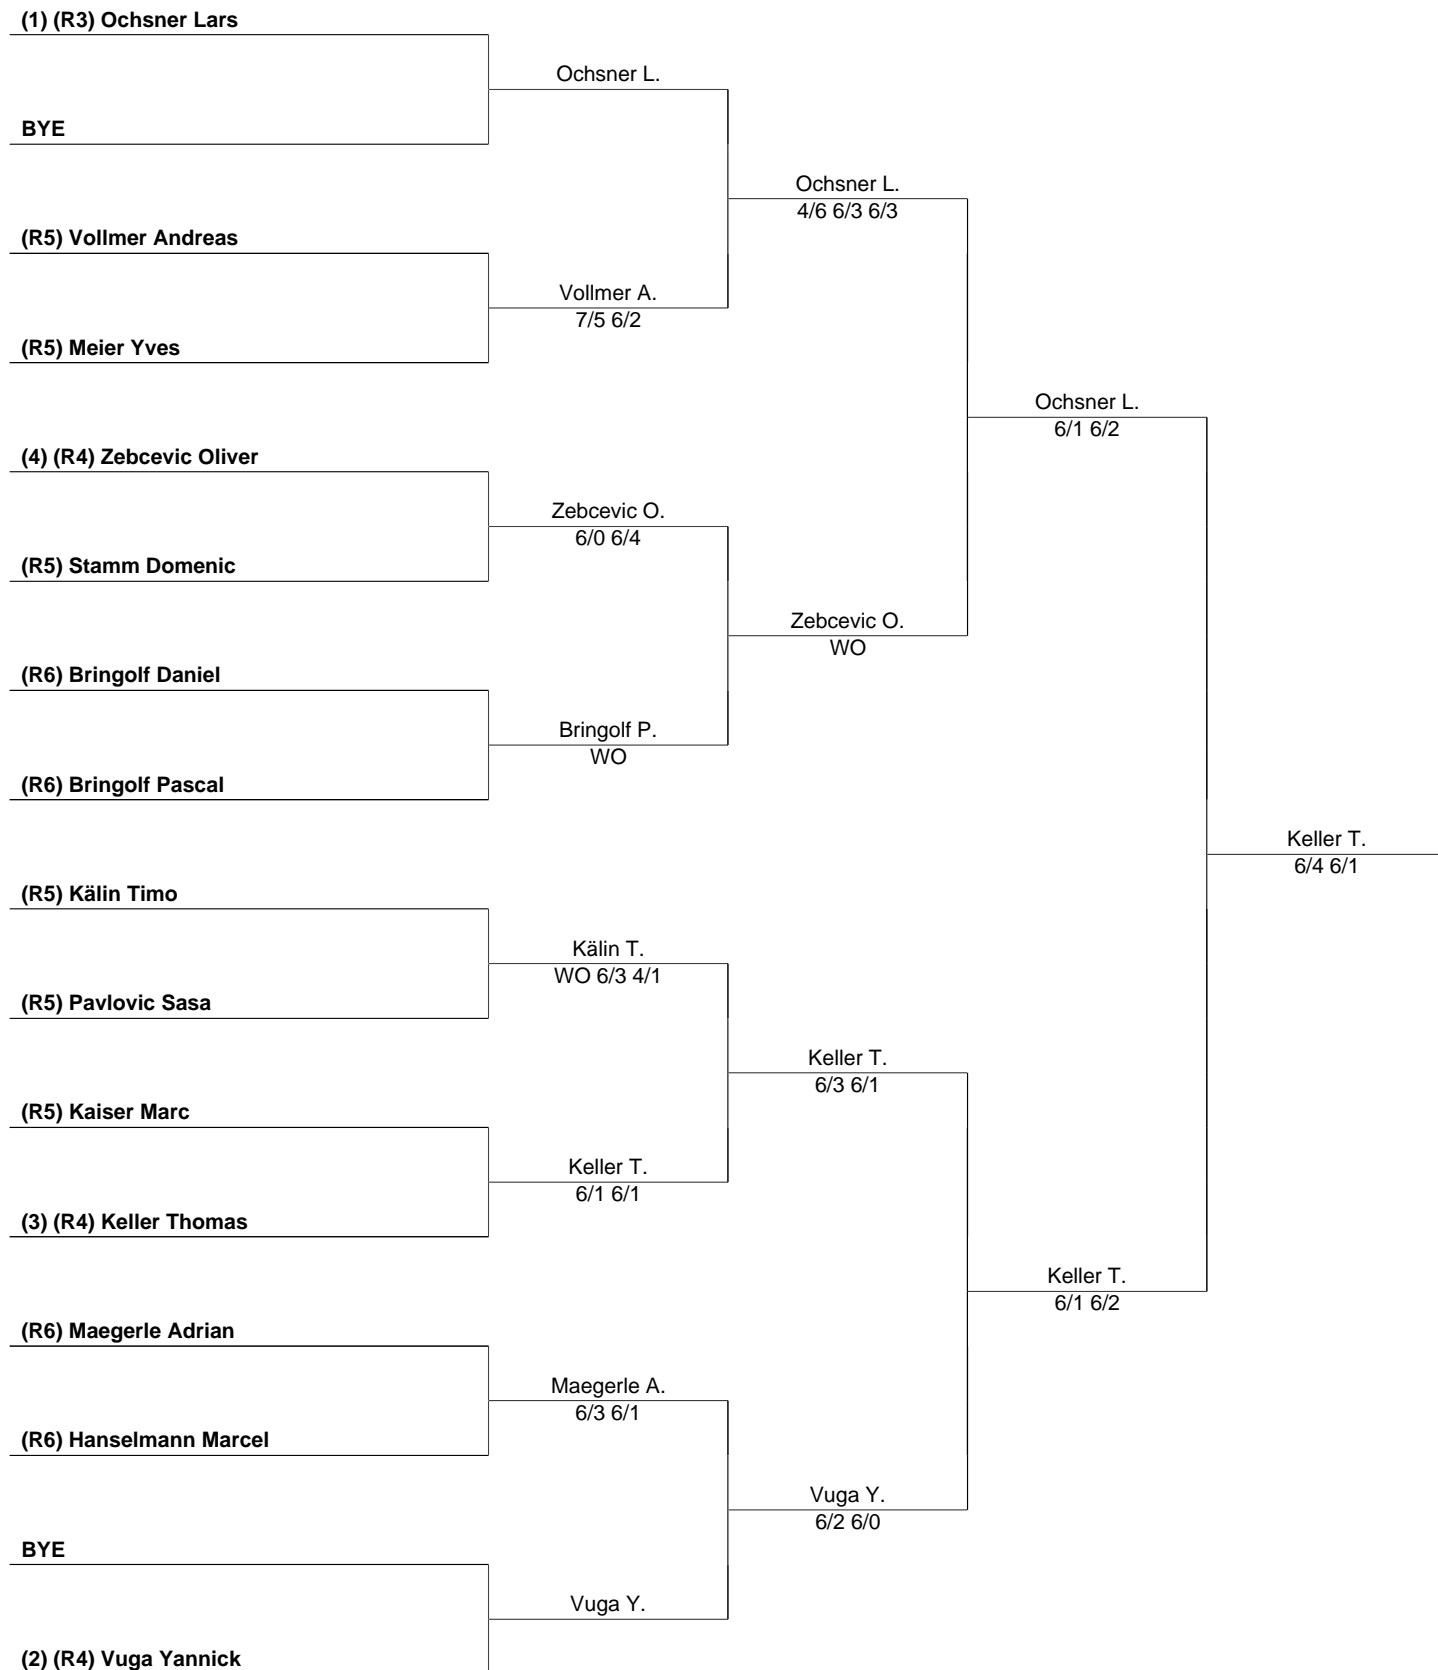 (1) (R3) Ochsner Lars
Ochsner L.
BYE
Ochsner L.
4/6 6/3 6/3
(R5) Vollmer Andreas
Vollmer A.
7/5 6/2
(R5) Meier Yves
Ochsner L.
6/1 6/2
(4) (R4) Zebcevic Oliver
Zebcevic O.
6/0 6/4
(R5) Stamm Domenic
Zebcevic O.
WO
(R6) Bringolf Daniel
Bringolf P.
WO
(R6) Bringolf Pascal
Keller T.
6/4 6/1
(R5) Kälin Timo
Kälin T.
WO 6/3 4/1
(R5) Pavlovic Sasa
Keller T.
6/3 6/1
(R5) Kaiser Marc
Keller T.
6/1 6/1
(3) (R4) Keller Thomas
Keller T.
6/1 6/2
(R6) Maegerle Adrian
Maegerle A.
6/3 6/1
(R6) Hanselmann Marcel
Vuga Y.
6/2 6/0
BYE
Vuga Y.
(2) (R4) Vuga Yannick